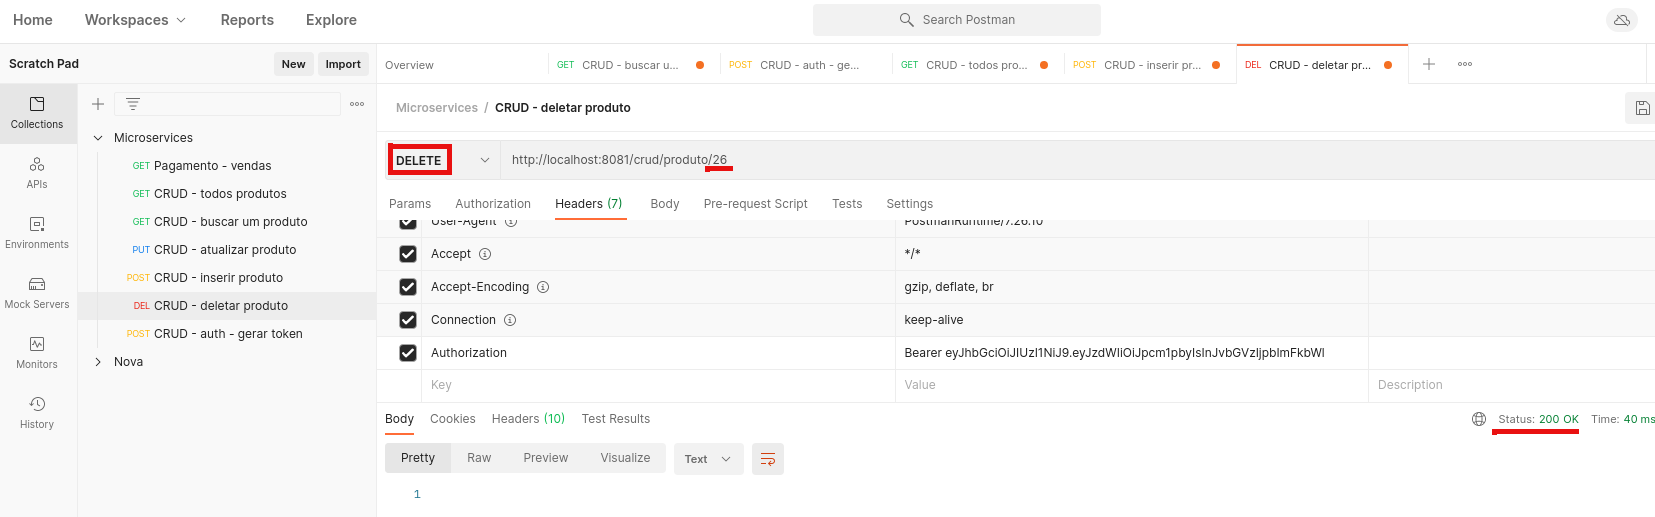 Home Workspaces Reports Explore Search Postman
Scratch Pad New Import
Overview GET CRUD - buscar u... POST CRUD - auth - ge... GET CRUD - todos pro... POST CRUD - inserir pr... DEL CRUD - deletar pr...
Collections
APIs
Environments
Mock Servers
Monitors
History
Microservices
GET Pagamento - vendas
GET CRUD - todos produtos
GET CRUD - buscar um produto
PUT CRUD - atualizar produto
POST CRUD - inserir produto
DEL CRUD - deletar produto
POST CRUD - auth - gerar token
Nova
Microservices / CRUD - deletar produto
DELETE http://localhost:8081/crud/produto/26
Params Authorization Headers (7) Body Pre-request Script Tests Settings
User-Agent PostmanRuntime/7.26.10
Accept */*
Accept-Encoding gzip, deflate, br
Connection keep-alive
Authorization Bearer
Key Value Description
Body Cookies Headers (10) Test Results Status: 200 OK Time: 40 ms
Pretty Raw Preview Visualize Text
1